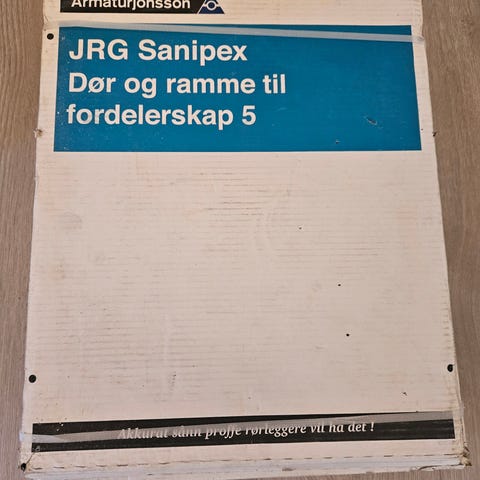 Armaturjonsson
JRG Sanipex
Dør og ramme til
fordelerskap 5
Akkurat sånn proffe rørleggere vil ha det !